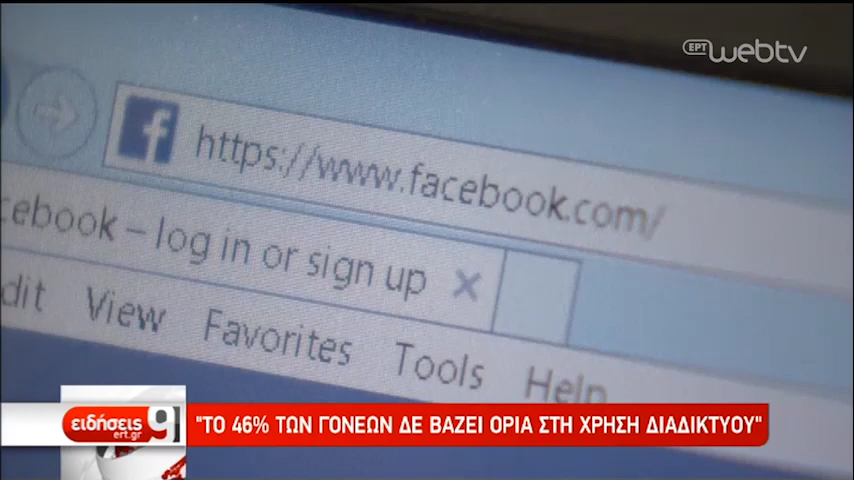 ΕΡΤ webtv
f https://www.facebook.com/
cebook – log in or sign up ×
dit View Favorites Tools Help
ειδήσεις 9
ert.gr
"ΤΟ 46% ΤΩΝ ΓΟΝΕΩΝ ΔΕ ΒΑΖΕΙ ΟΡΙΑ ΣΤΗ ΧΡΗΣΗ ΔΙΑΔΙΚΤΥΟΥ"